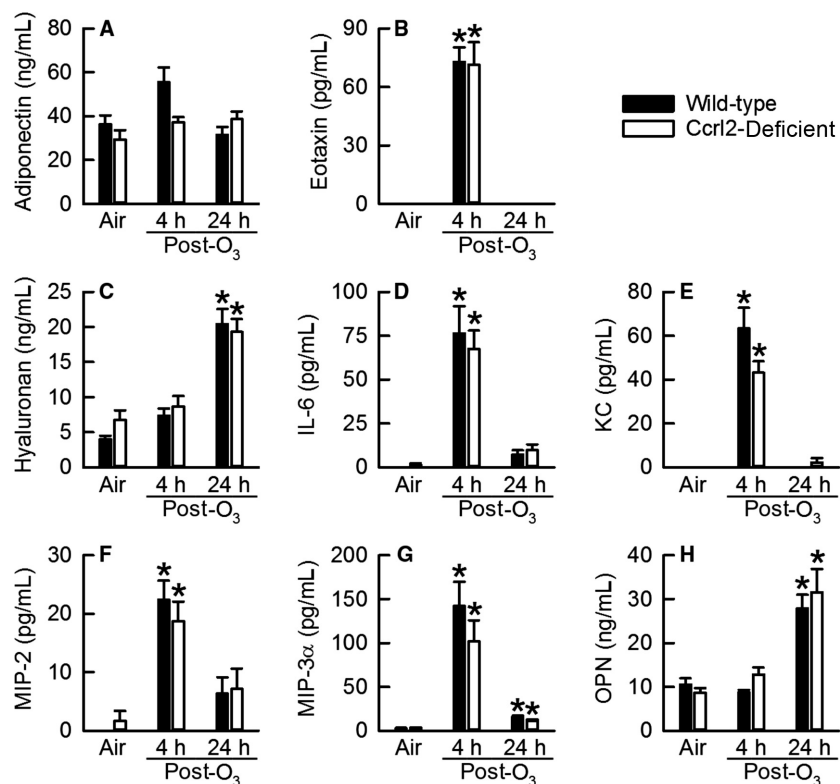 A
Adiponectin (ng/mL)
80
60
40
20
0
Air
4 h
24 h
Post-O3
B
Eotaxin (pg/mL)
90
60
30
0
* *
Air
4 h
24 h
Post-O3
Wild-type
Ccrl2-Deficient
C
Hyaluronan (ng/mL)
25
20
15
10
5
0
* *
Air
4 h
24 h
Post-O3
D
IL-6 (pg/mL)
100
75
50
25
0
* *
Air
4 h
24 h
Post-O3
E
KC (pg/mL)
80
60
40
20
0
* *
Air
4 h
24 h
Post-O3
F
MIP-2 (pg/mL)
30
20
10
0
* *
Air
4 h
24 h
Post-O3
G
MIP-3α (pg/mL)
200
150
100
50
0
* *
* *
Air
4 h
24 h
Post-O3
H
OPN (ng/mL)
40
30
20
10
0
* *
Air
4 h
24 h
Post-O3